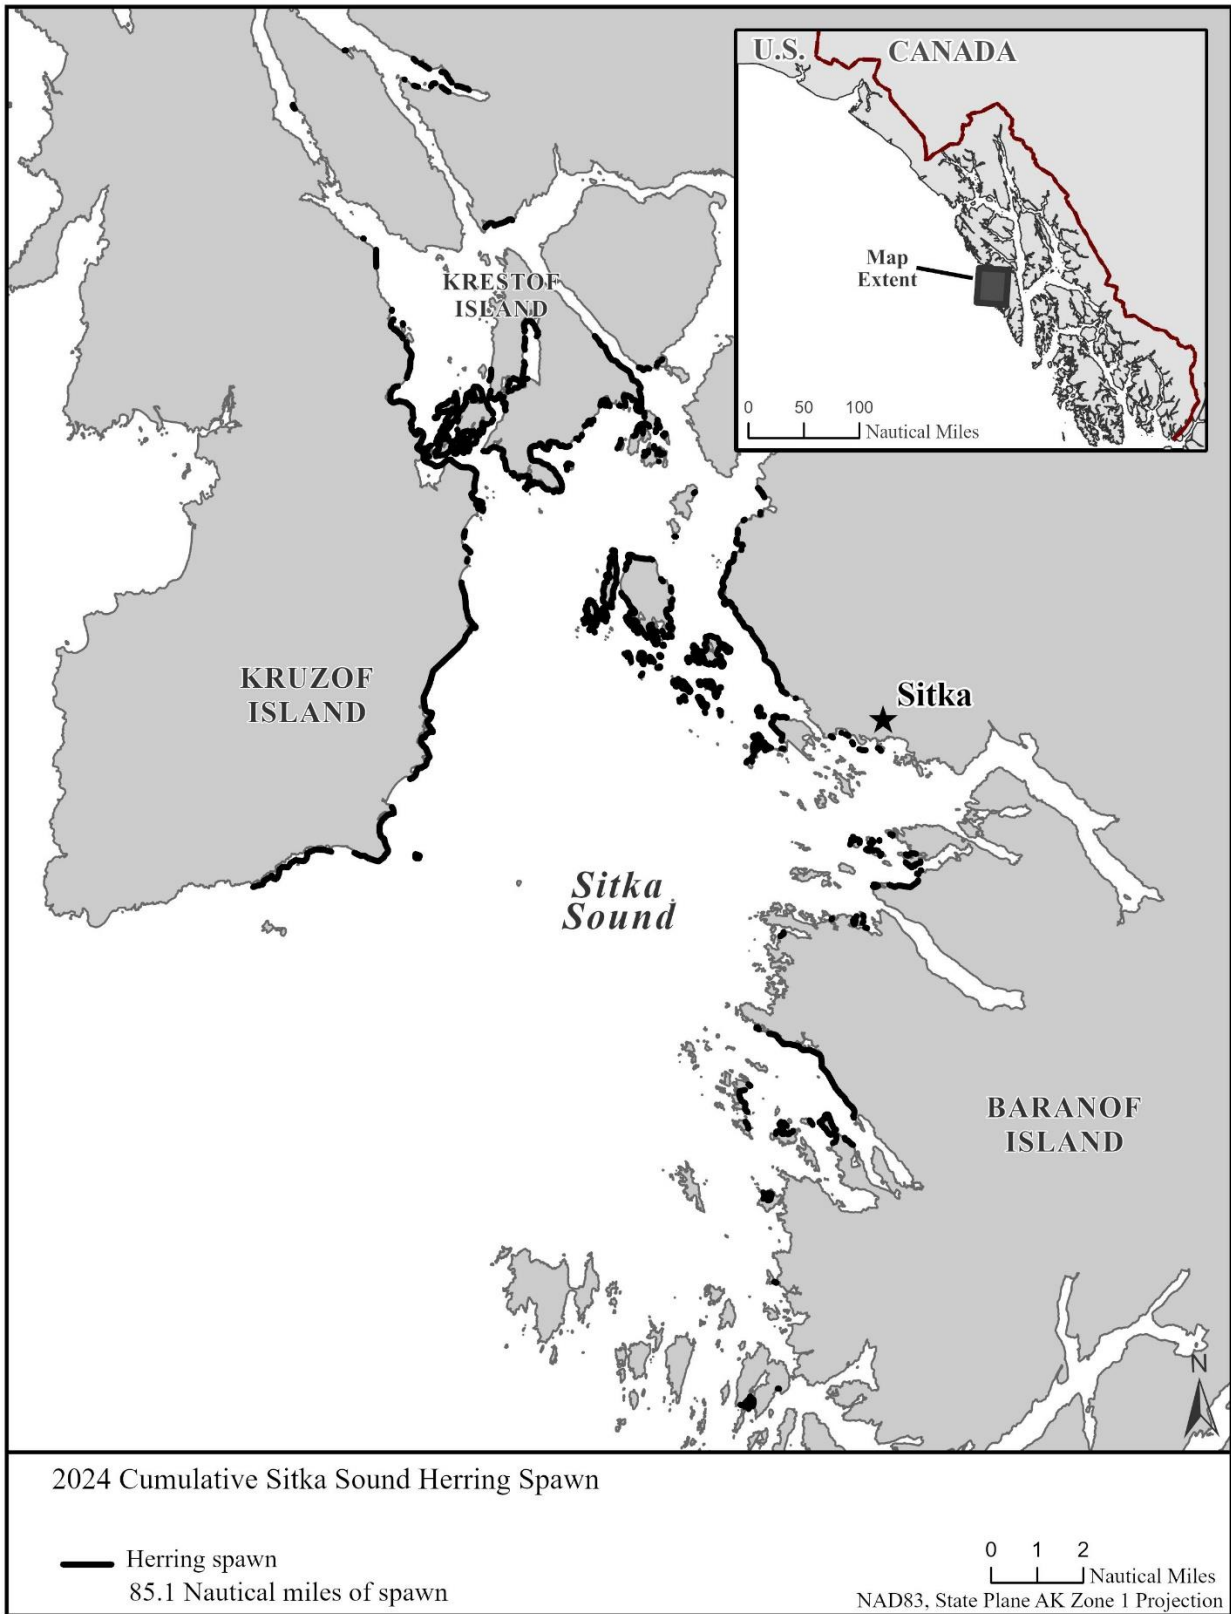 U.S.
CANADA
Map
Extent
0 50 100
Nautical Miles
KRESTOF
ISLAND
KRUZOF
ISLAND
Sitka
Sitka
Sound
BARANOF
ISLAND
N
2024 Cumulative Sitka Sound Herring Spawn
Herring spawn
85.1 Nautical miles of spawn
0 1 2
Nautical Miles
NAD83, State Plane AK Zone 1 Projection